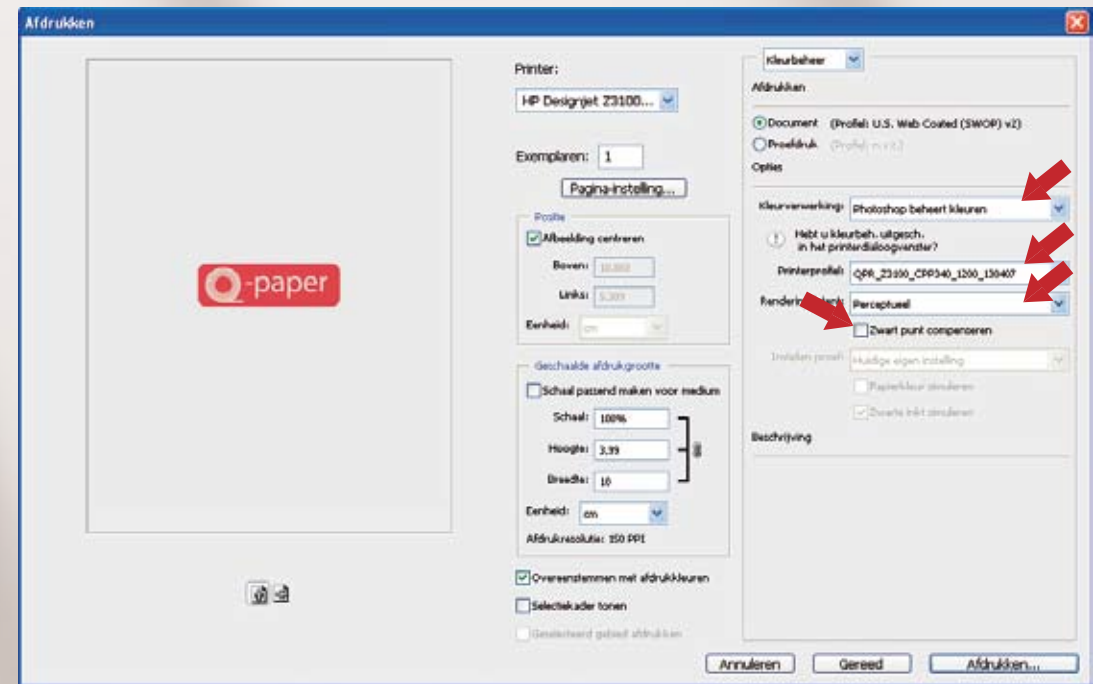 Afdrukken
Q-paper
Printer:
HP Designjet Z3100...
Exemplaren: 1
Pagina-instelling...
Positie
Afbeelding centreren
Boven:
Links:
Eenheid: cm
Geschaalde afdrukgrootte
Schaal passend maken voor medium
Schaal: 100%
Hoogte: 3,99
Breedte: 10
Eenheid: cm
Afdrukresolutie: 150 PPI
Overeenstemmen met afdrukkleuren
Selectiekader tonen
Geselecteerd gebied afdrukken
Kleurbeheer
Afdrukken
Document (Profiel: U.S. Web Coated (SWOP) v2)
Proefdruk (Profiel: n.v.t.)
Opties
Kleurverwerking: Photoshop beheert kleuren
Hebt u kleurbeh. uitgesch.
in het printerdialoogvenster?
Printerprofiel: QPR_Z3100_CPP340_1200_130407
Perceptueel
Zwart punt compenseren
Instellen proef: Huidige eigen instelling
Papierkleur simuleren
Zwarte inkt simuleren
Beschrijving
Annuleren
Gereed
Afdrukken...